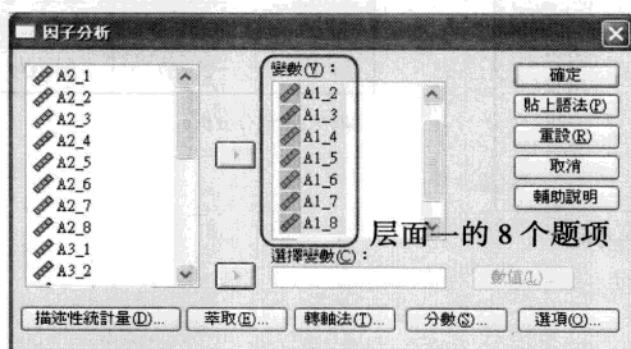 因子分析
A2_1
A2_2
A2_3
A2_4
A2_5
A2_6
A2_7
A2_8
A3_1
A3_2
變數(V)：
A1_2
A1_3
A1_4
A1_5
A1_6
A1_7
A1_8
层面一的 8 个题项
選擇變數(C)：
數值(L)...
確定
貼上語法(P)
重設(R)
取消
輔助說明
描述性統計量(D)...
萃取(E)...
轉軸法(T)...
分數(S)...
選項(O)...